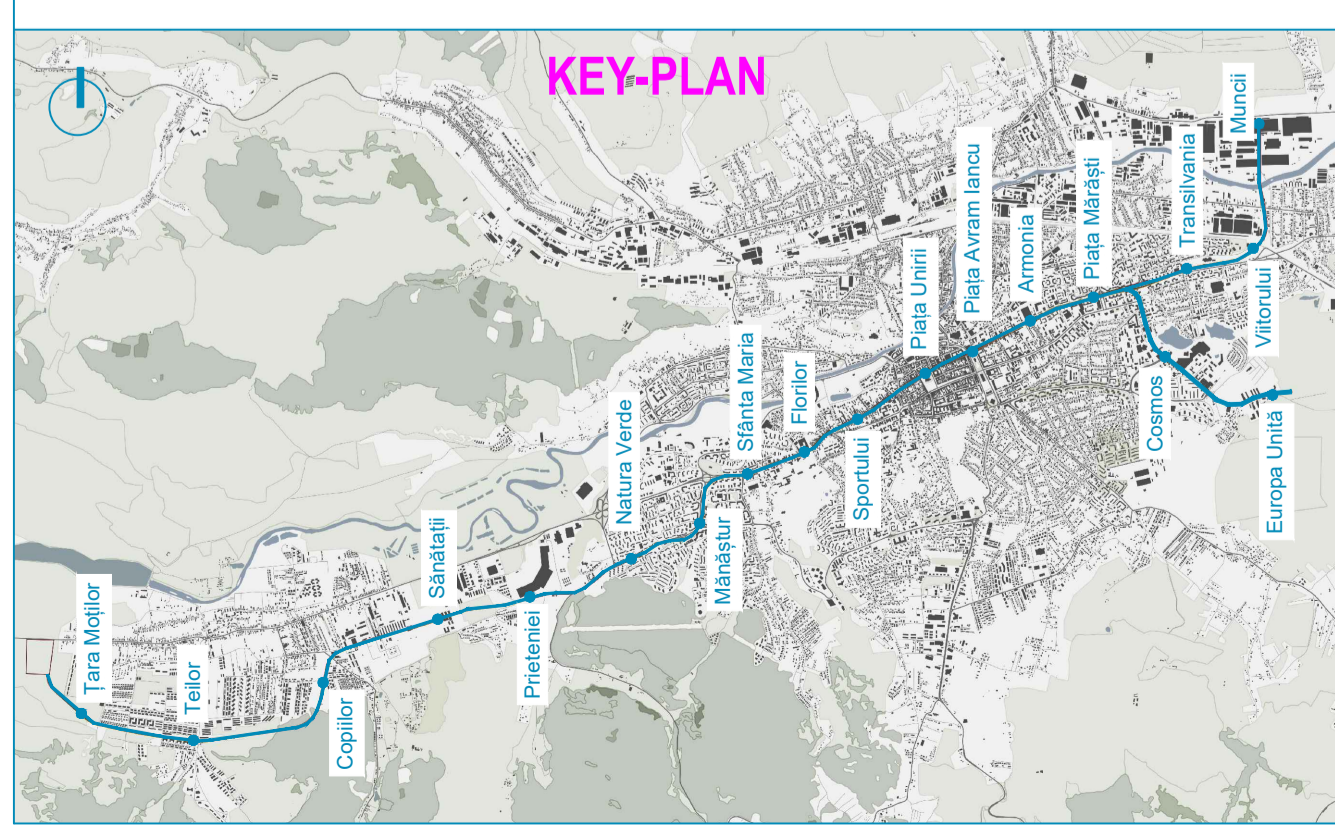 KEY-PLAN
Țara Moților
Teilor
Copiilor
Sănătații
Prieteniei
Natura Verde
Mănăștur
Sfânta Maria
Florilor
Sportului
Piața Unirii
Piața Avram Iancu
Armonia
Piața Mărăști
Transilvania
Viitorului
Muncii
Cosmos
Europa Unită